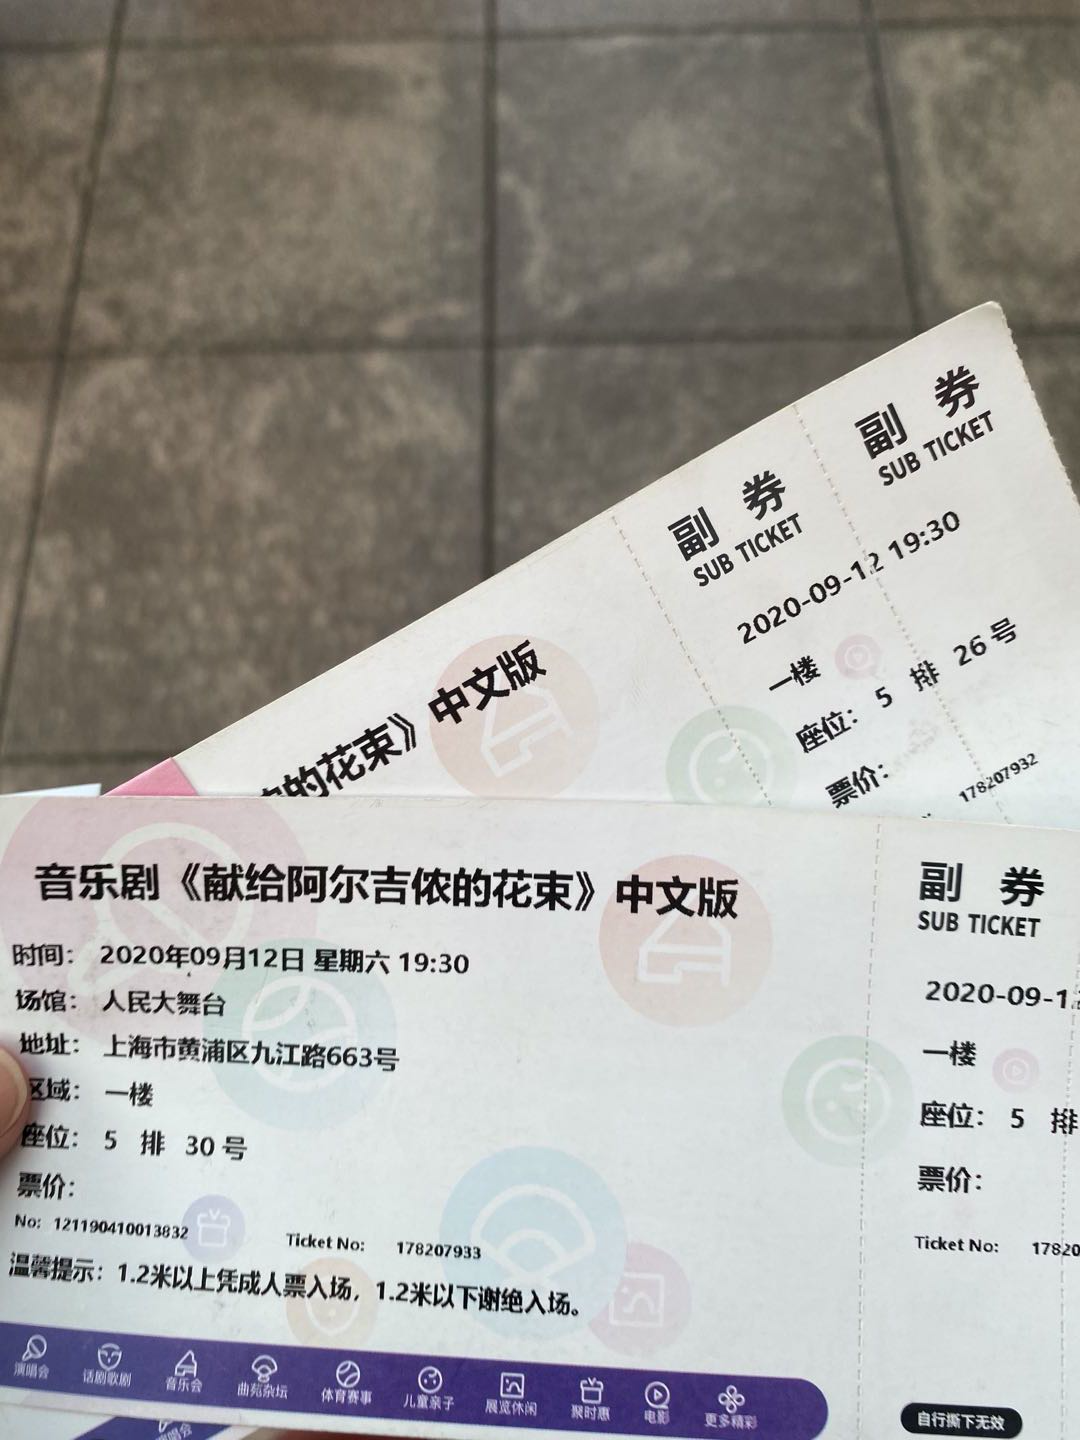 副 券
SUB TICKET
副 券
SUB TICKET
2020-09-12 19:30
一楼
座位: 5 排 26 号
票价:
178207932
的花束》中文版
音乐剧《献给阿尔吉侬的花束》中文版
时间: 2020年09月12日 星期六 19:30
场馆: 人民大舞台
地址: 上海市黄浦区九江路663号
区域: 一楼
座位: 5 排 30 号
票价:
No: 121190410013832
Ticket No: 178207933
温馨提示: 1.2米以上凭成人票入场, 1.2米以下谢绝入场。
演唱会 话剧歌剧 音乐会 曲苑杂坛 体育赛事 儿童亲子 展览休闲 聚时惠 电影 更多精彩
演唱会
副 券
SUB TICKET
2020-09-1
一楼
座位: 5 排
票价:
Ticket No: 1782
自行撕下无效